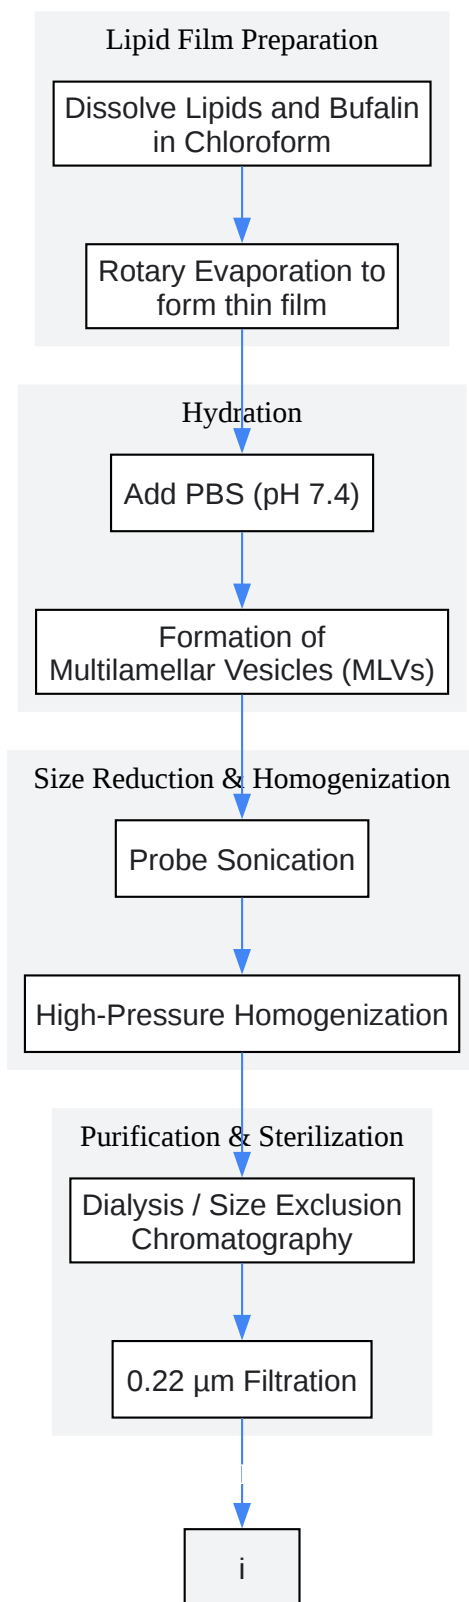 Lipid Film Preparation
Dissolve Lipids and Bufalin
in Chloroform
Rotary Evaporation to
form thin film
Hydration
Add PBS (pH 7.4)
Formation of
Multilamellar Vesicles (MLVs)
Size Reduction & Homogenization
Probe Sonication
High-Pressure Homogenization
Purification & Sterilization
Dialysis / Size Exclusion
Chromatography
0.22 µm Filtration
i